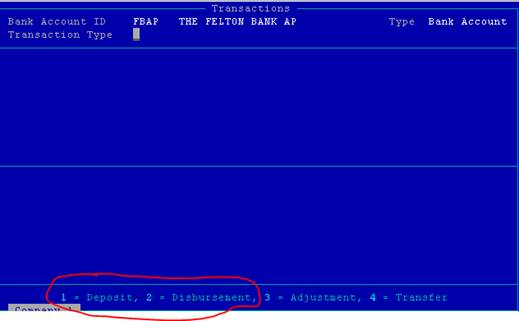 Transactions
Bank Account ID FBAP THE FELTON BANK AP Type Bank Account
Transaction Type
1 = Deposit, 2 = Disbursement, 3 = Adjustment, 4 = Transfer
Company